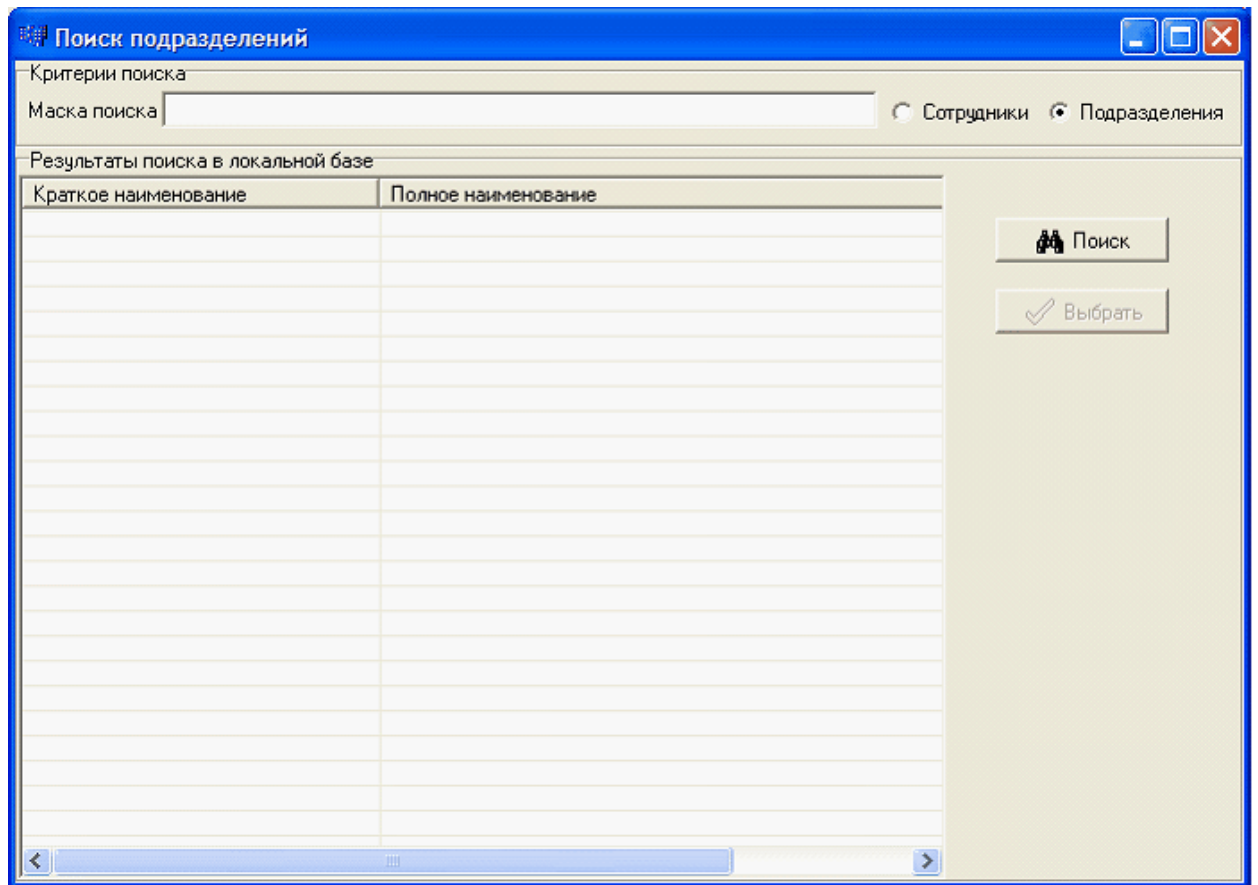 Поиск подразделений
Критерии поиска
Маска поиска Сотрудники Подразделения
Результаты поиска в локальной базе
Краткое наименование Полное наименование
Поиск
Выбрать